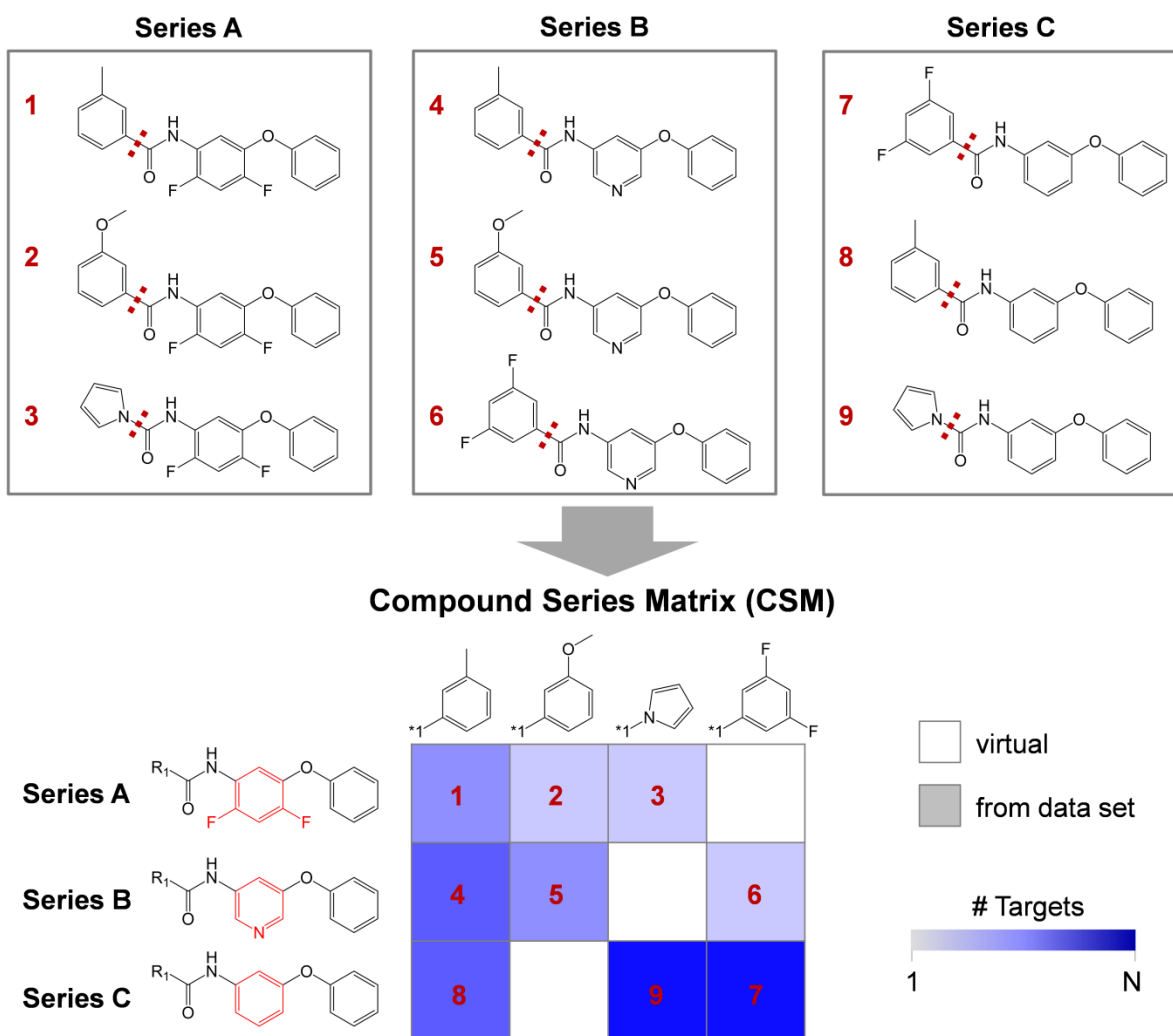 Series A
Series B
Series C
1
H
N
O
O
F
F
2
O
H
N
O
O
F
F
3
N
H
N
O
O
F
F
4
H
N
O
O
N
5
O
H
N
O
O
N
6
F
F
H
N
O
O
N
7
F
F
H
N
O
O
8
H
N
O
O
9
N
H
N
O
O
Compound Series Matrix (CSM)
*1
O
*1
N
*1
F
F
*1
Series A
R1
H
N
O
O
F
F
1
2
3
Series B
R1
H
N
O
O
N
4
5
6
Series C
R1
H
N
O
O
8
9
7
virtual
from data set
# Targets
1
N